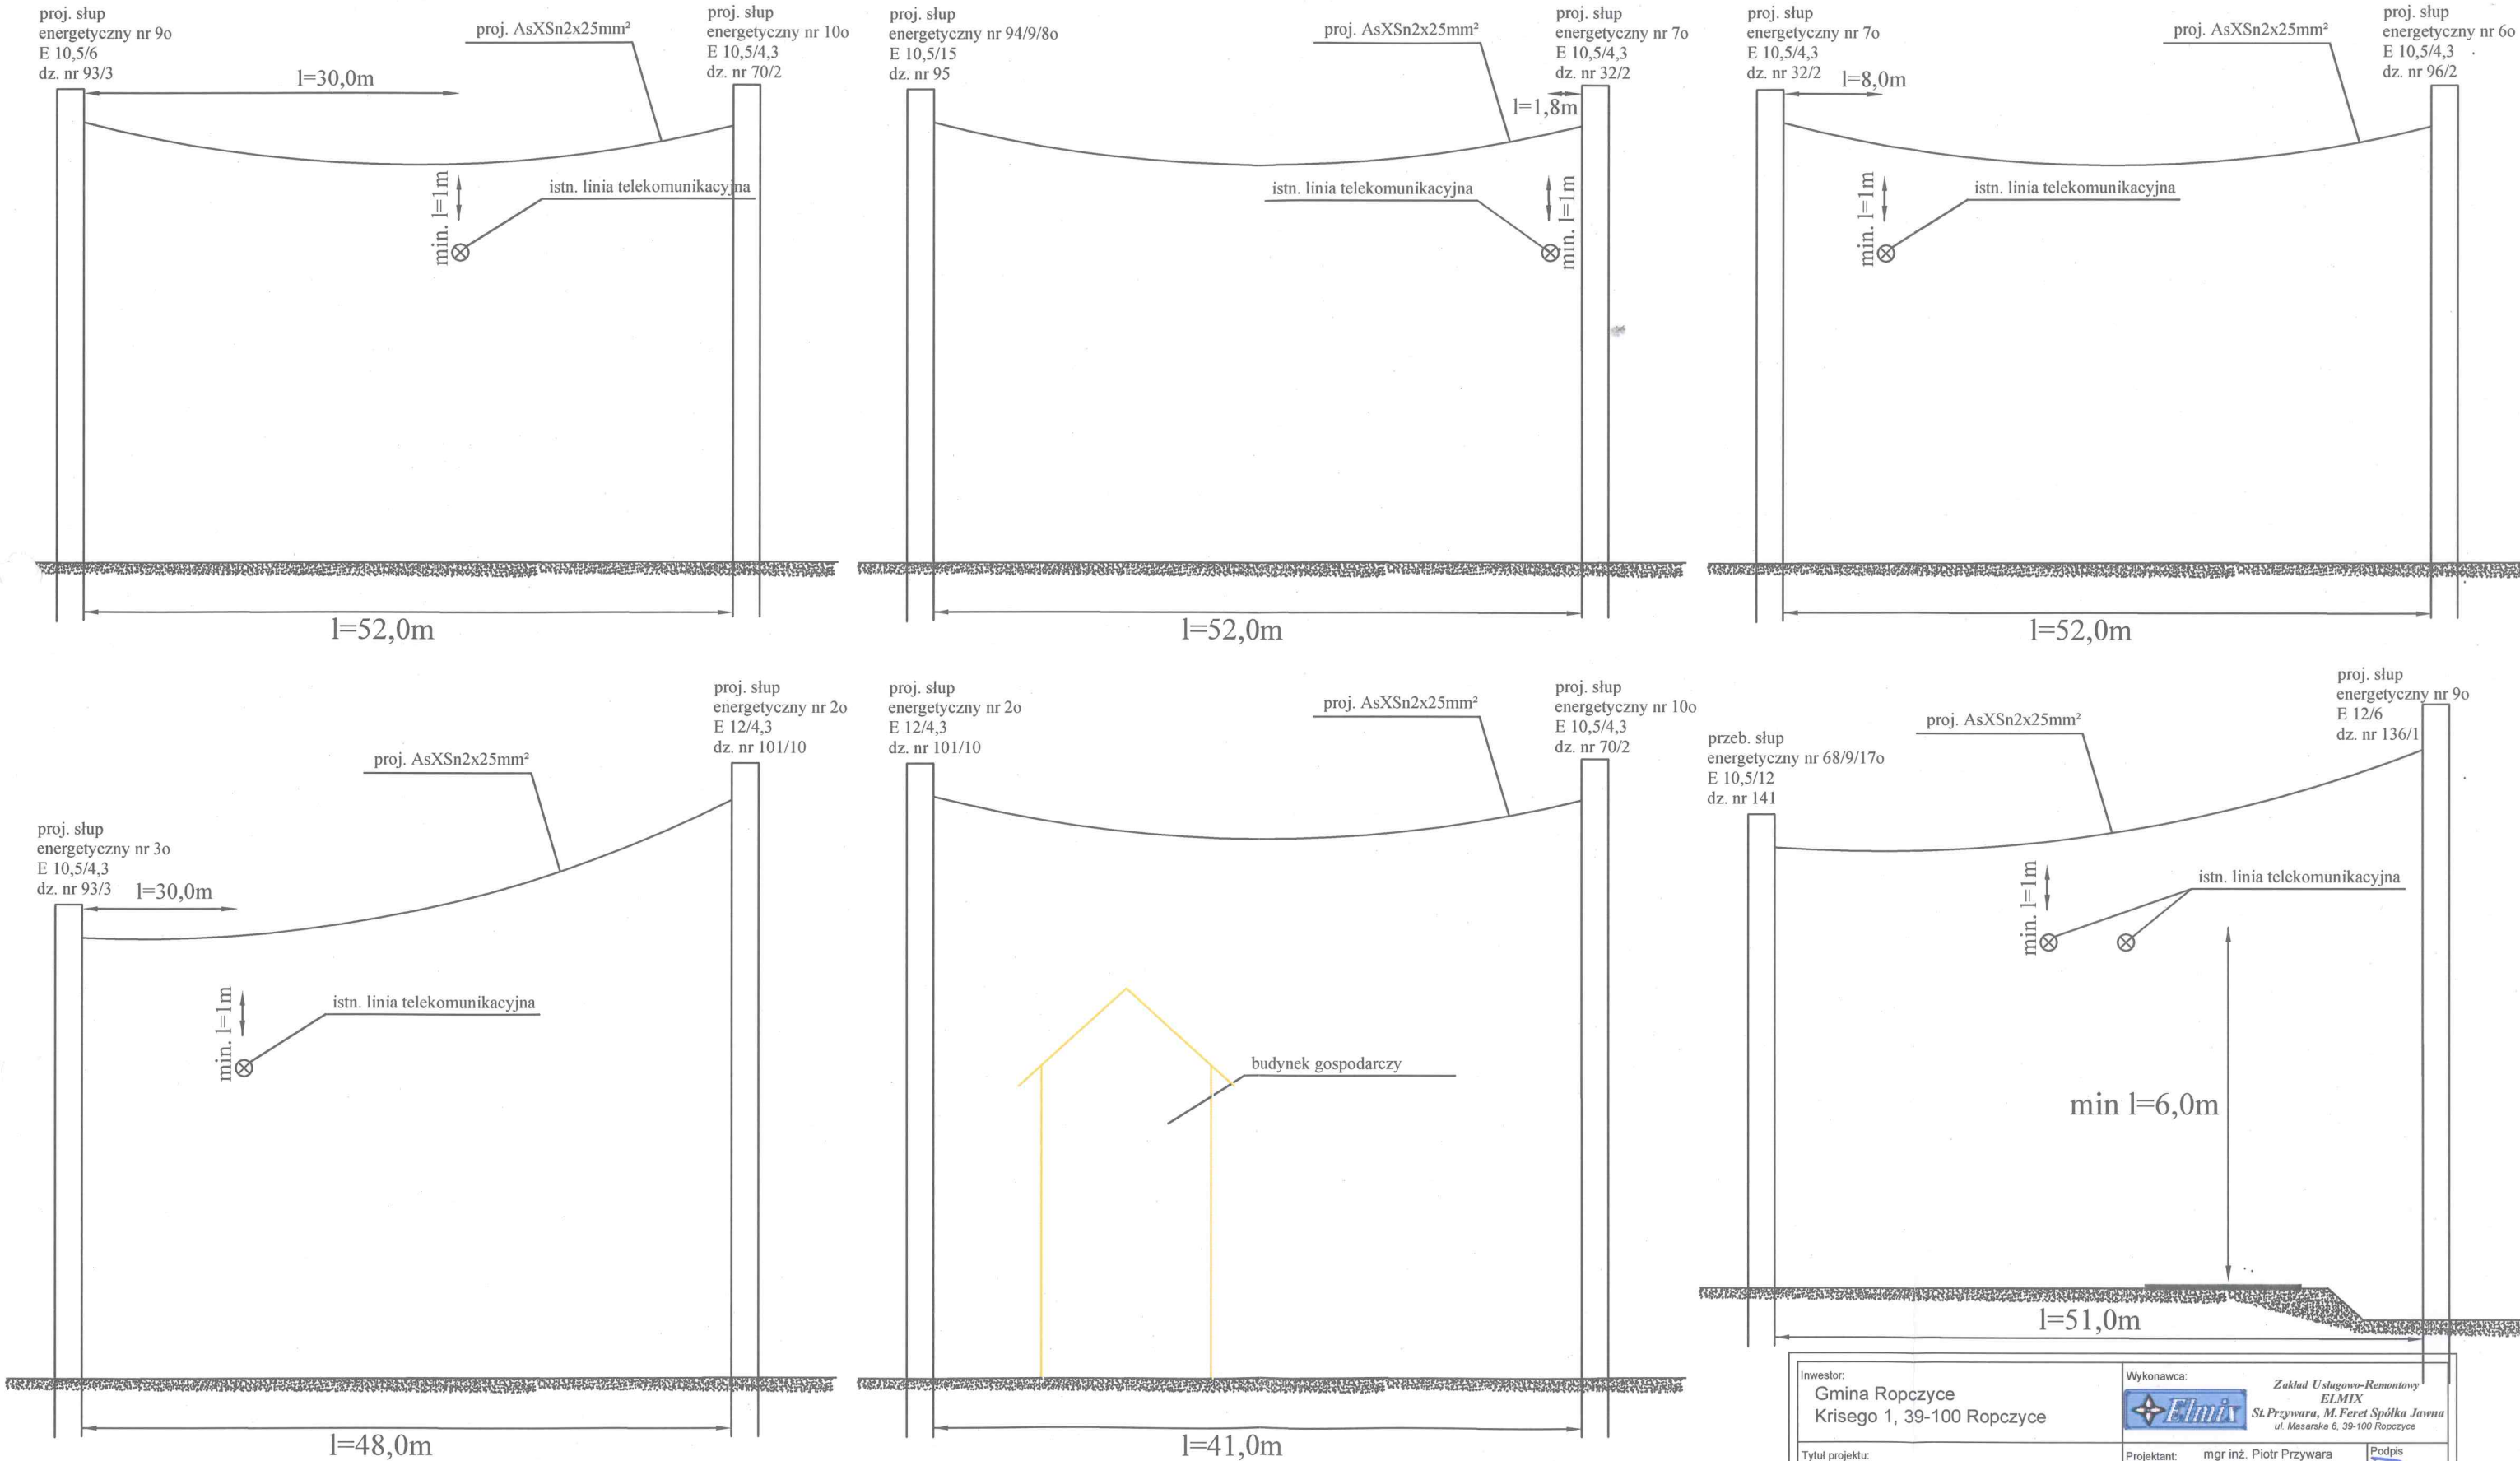 proj. słup
energetyczny nr 9o
E 10,5/6
dz. nr 93/3
l=30,0m
proj. AsXSn2x25mm²
proj. słup
energetyczny nr 10o
E 10,5/4,3
dz. nr 70/2
min. l=1m
istn. linia telekomunikacyjna
l=52,0m
proj. słup
energetyczny nr 94/9/8o
E 10,5/15
dz. nr 95
proj. AsXSn2x25mm²
proj. słup
energetyczny nr 7o
E 10,5/4,3
dz. nr 32/2
l=1,8m
istn. linia telekomunikacyjna
min. l=1m
l=52,0m
proj. słup
energetyczny nr 7o
E 10,5/4,3
dz. nr 32/2
l=8,0m
proj. AsXSn2x25mm²
proj. słup
energetyczny nr 6o
E 10,5/4,3
dz. nr 96/2
min. l=1m
istn. linia telekomunikacyjna
l=52,0m
proj. słup
energetyczny nr 3o
E 10,5/4,3
dz. nr 93/3
l=30,0m
proj. AsXSn2x25mm²
proj. słup
energetyczny nr 2o
E 12/4,3
dz. nr 101/10
min. l=1m
istn. linia telekomunikacyjna
l=48,0m
proj. słup
energetyczny nr 2o
E 12/4,3
dz. nr 101/10
proj. AsXSn2x25mm²
proj. słup
energetyczny nr 10o
E 10,5/4,3
dz. nr 70/2
budynek gospodarczy
l=41,0m
przeb. słup
energetyczny nr 68/9/17o
E 10,5/12
dz. nr 141
proj. AsXSn2x25mm²
proj. słup
energetyczny nr 9o
E 12/6
dz. nr 136/1
min. l=1m
istn. linia telekomunikacyjna
min l=6,0m
l=51,0m
Inwestor:
Gmina Ropczyce
Krisego 1, 39-100 Ropczyce
Wykonawca:
Elmix
Zakład Usługowo-Remontowy
ELMIX
St.Przywara, M.Feret Spółka Jawna
ul. Masarska 6, 39-100 Ropczyce
Tytuł projektu:
Projektant: mgr inż. Piotr Przywara
Podpis